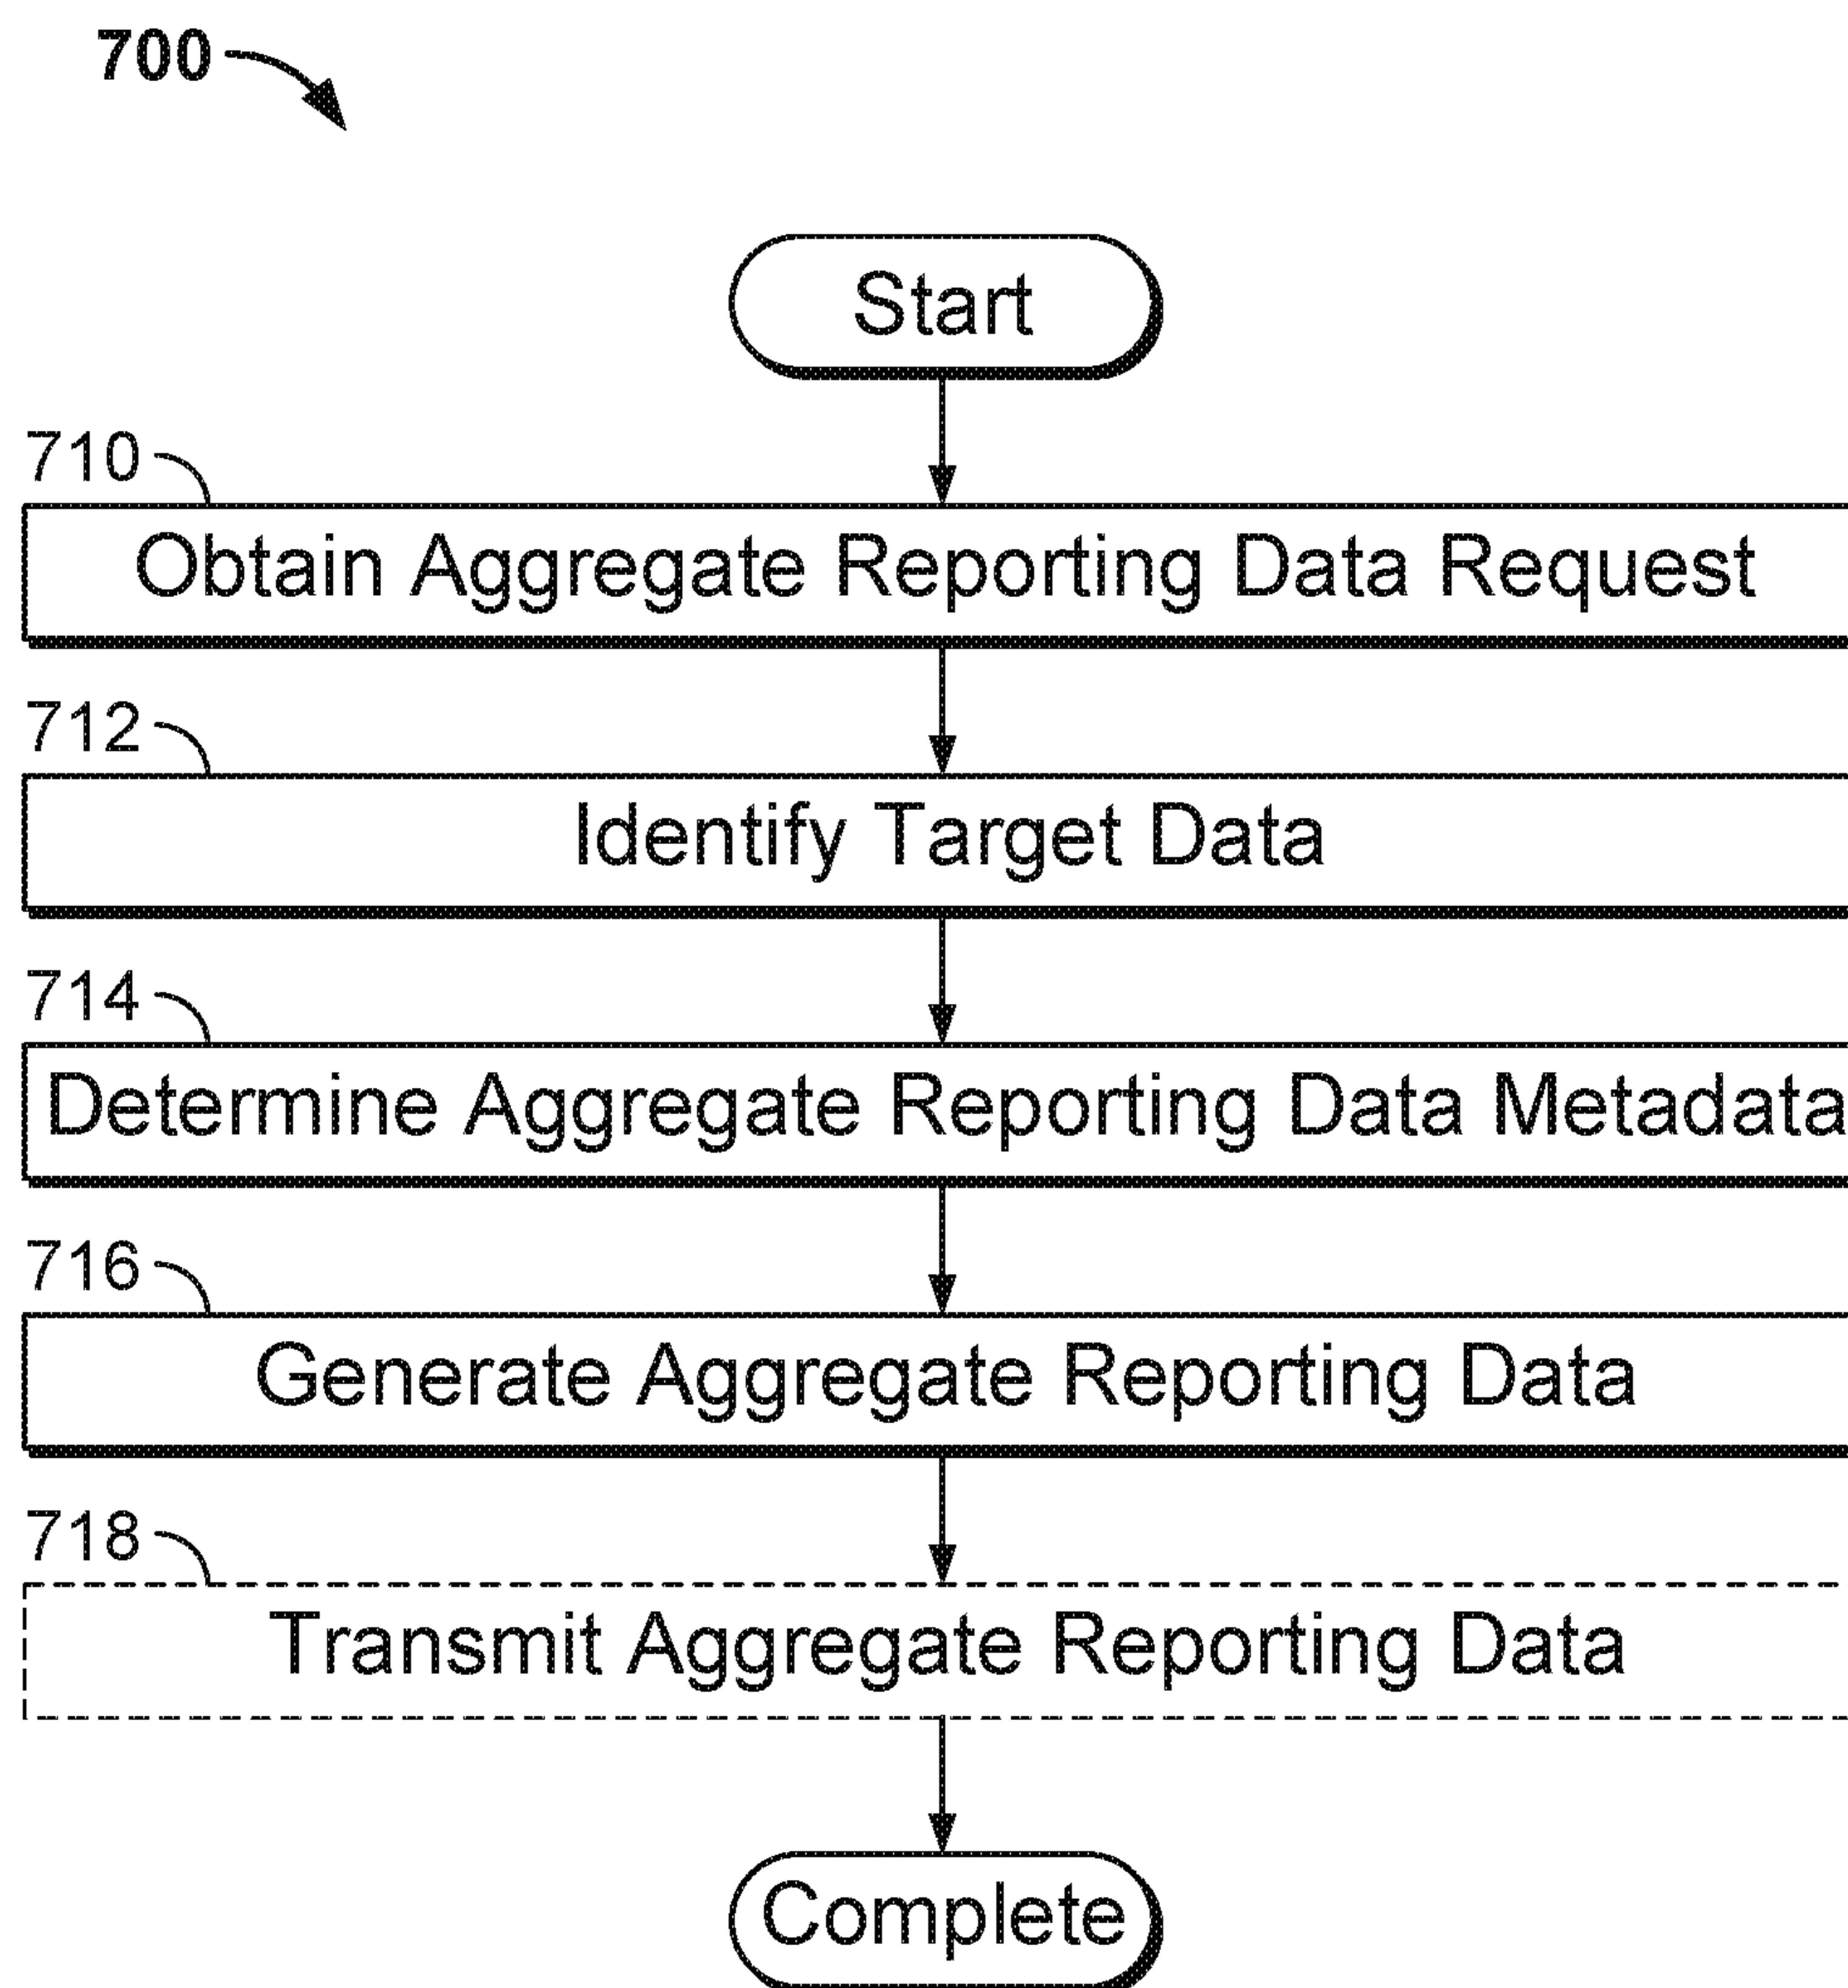 700
Start
710
Obtain Aggregate Reporting Data Request
712
Identify Target Data
714
Determine Aggregate Reporting Data Metadata
716
Generate Aggregate Reporting Data
718
Transmit Aggregate Reporting Data
Complete